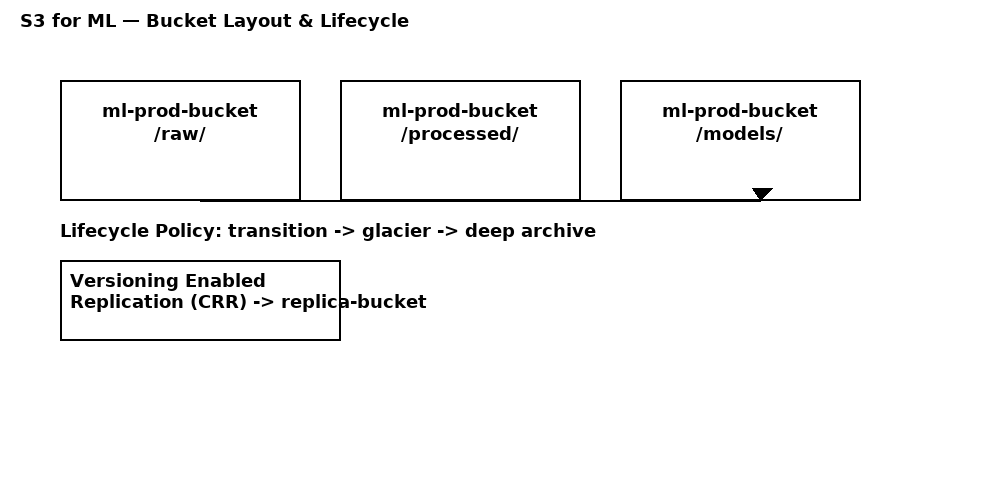 S3 for ML — Bucket Layout & Lifecycle
ml-prod-bucket
/raw/
ml-prod-bucket
/processed/
ml-prod-bucket
/models/
Lifecycle Policy: transition -> glacier -> deep archive
Versioning Enabled
Replication (CRR) -> replica-bucket